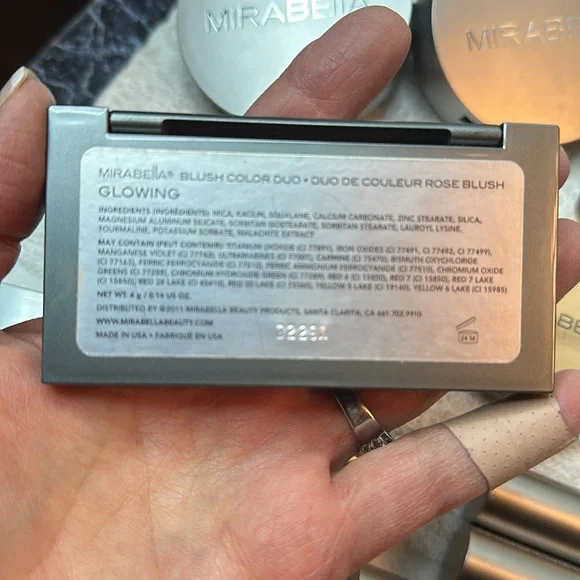 MIRABELLA
MIRABE
MIRABELLA® BLUSH COLOR DUO • DUO DE COULEUR ROSE BLUSH
GLOWING
INGREDIENTS (INGRÉDIENTS): MICA, KAOLIN, SQUALANE, CALCIUM CARBONATE, ZINC STEARATE, SILICA,
MAGNESIUM ALUMINUM SILICATE, SORBITAN ISOSTEARATE, SORBITAN STEARATE, LAUROYL LYSINE,
TOURMALINE, POTASSIUM SORBATE, MALACHITE EXTRACT
MAY CONTAIN (PEUT CONTENIR): TITANIUM DIOXIDE (CI 77891), IRON OXIDES (CI 77491, CI 77492, CI 77499),
MANGANESE VIOLET (CI 77742), ULTRAMARINES (CI 77007), CARMINE (CI 75470), BISMUTH OXYCHLORIDE
(CI 77163), FERRIC FERROCYANIDE (CI 77510), FERRIC AMMONIUM FERROCYANIDE (CI 77510), CHROMIUM OXIDE
GREENS (CI 77288), CHROMIUM HYDROXIDE GREEN (CI 77289), RED 6 (CI 15850), RED 7 (CI 15850), RED 7 LAKE
(CI 15850), RED 28 LAKE (CI 45410), RED 30 LAKE (CI 73360), YELLOW 5 LAKE (CI 19140), YELLOW 6 LAKE (CI 15985)
NET WT. 4 g / 0.14 US OZ.
DISTRIBUTED BY ©2011 MIRABELLA BEAUTY PRODUCTS, SANTA CLARITA, CA 661.702.9910
WWW.MIRABELLABEAUTY.COM
MADE IN USA • FABRIQUÉ EN USA
24 M